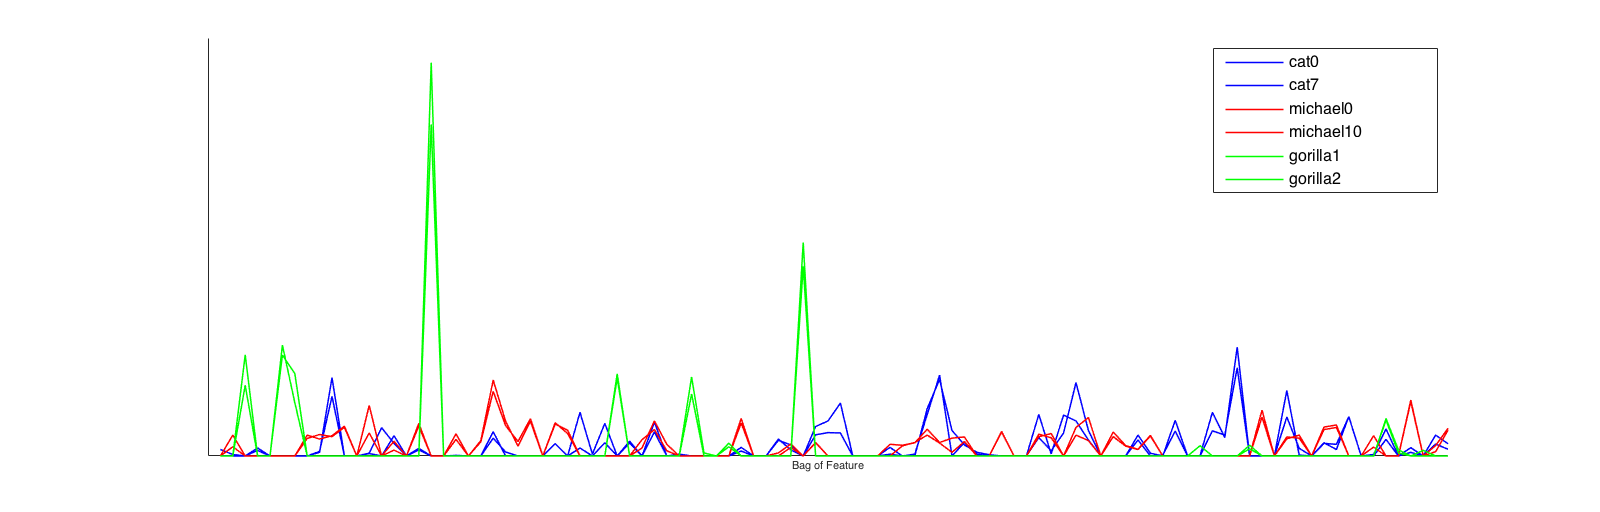 cat0
cat7
michael0
michael10
gorilla1
gorilla2
Bag of Feature